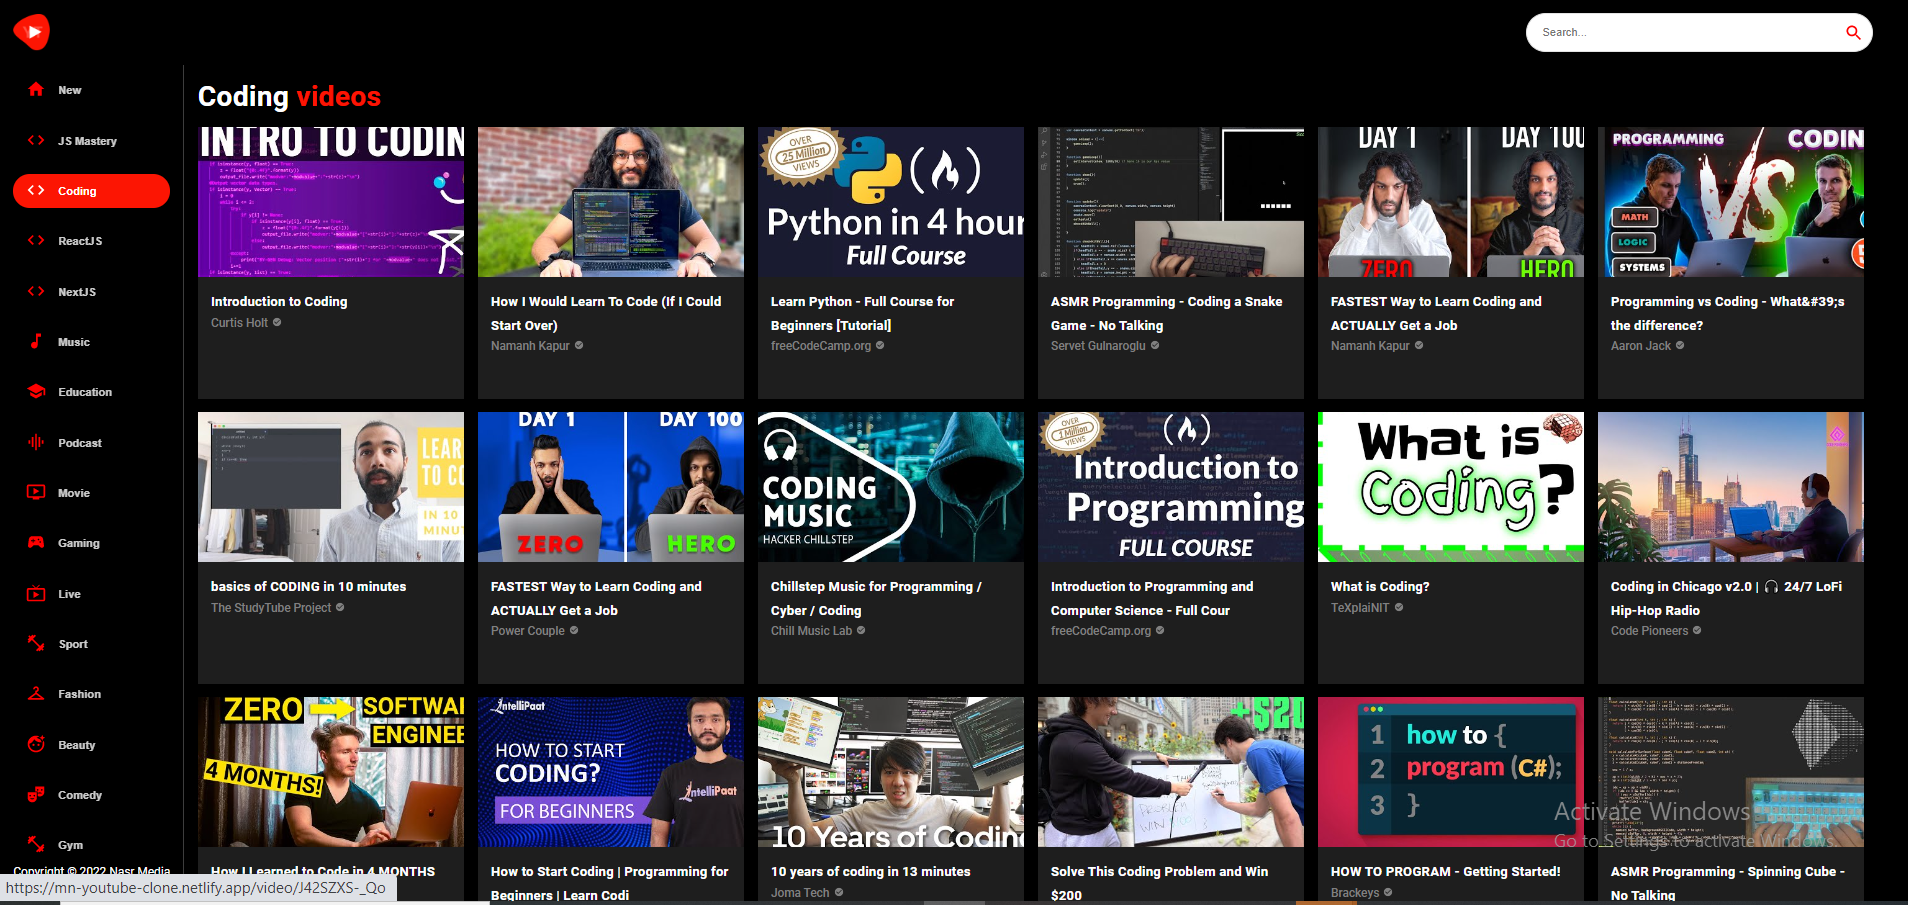 Search...
New
JS Mastery
Coding
ReactJS
NextJS
Music
Education
Podcast
Movie
Gaming
Live
Sport
Fashion
Beauty
Comedy
Gym
Copyright © 2022 Nasr Media
https://mn-youtube-clone.netlify.app/video/J42SZXS-_Qo
Coding videos
INTRO TO CODIN
Introduction to Coding
Curtis Holt
How I Would Learn To Code (If I Could
Start Over)
Namanh Kapur
OVER
25 Million
VIEWS
Python in 4 hour
Full Course
Learn Python - Full Course for
Beginners [Tutorial]
freeCodeCamp.org
ASMR Programming - Coding a Snake
Game - No Talking
Servet Gulnaroglu
DAY 1
DAY 100
ZERO
HERO
FASTEST Way to Learn Coding and
ACTUALLY Get a Job
Namanh Kapur
PROGRAMMING
CODIN
VS
MATH
LOGIC
SYSTEMS
Programming vs Coding - What&#39;s
the difference?
Aaron Jack
LEAR
TO CO
IN 10
MINUT
basics of CODING in 10 minutes
The StudyTube Project
DAY 1
DAY 100
ZERO
HERO
FASTEST Way to Learn Coding and
ACTUALLY Get a Job
Power Couple
CODING
MUSIC
HACKER CHILLSTEP
Chillstep Music for Programming /
Cyber / Coding
Chill Music Lab
OVER
1 Million
VIEWS
Introduction to
Programming
FULL COURSE
Introduction to Programming and
Computer Science - Full Cour
freeCodeCamp.org
What is
Coding?
What is Coding?
TeXplaiNIT
Coding in Chicago v2.0 | 🎧 24/7 LoFi
Hip-Hop Radio
Code Pioneers
ZERO
SOFTWAR
ENGINEE
4 MONTHS!
How I Learned to Code in 4 MONTHS
IntelliPaat
HOW TO START
CODING?
FOR BEGINNERS
IntelliPaat
How to Start Coding | Programming for
Beginners | Learn Codi
10 Years of Codin
10 years of coding in 13 minutes
Joma Tech
+$20
Solve This Coding Problem and Win
$200
1 how to {
2 program (C#);
3 }
HOW TO PROGRAM - Getting Started!
Brackeys
ASMR Programming - Spinning Cube -
No Talking
Activate Windows
Go to Settings to activate Windows.